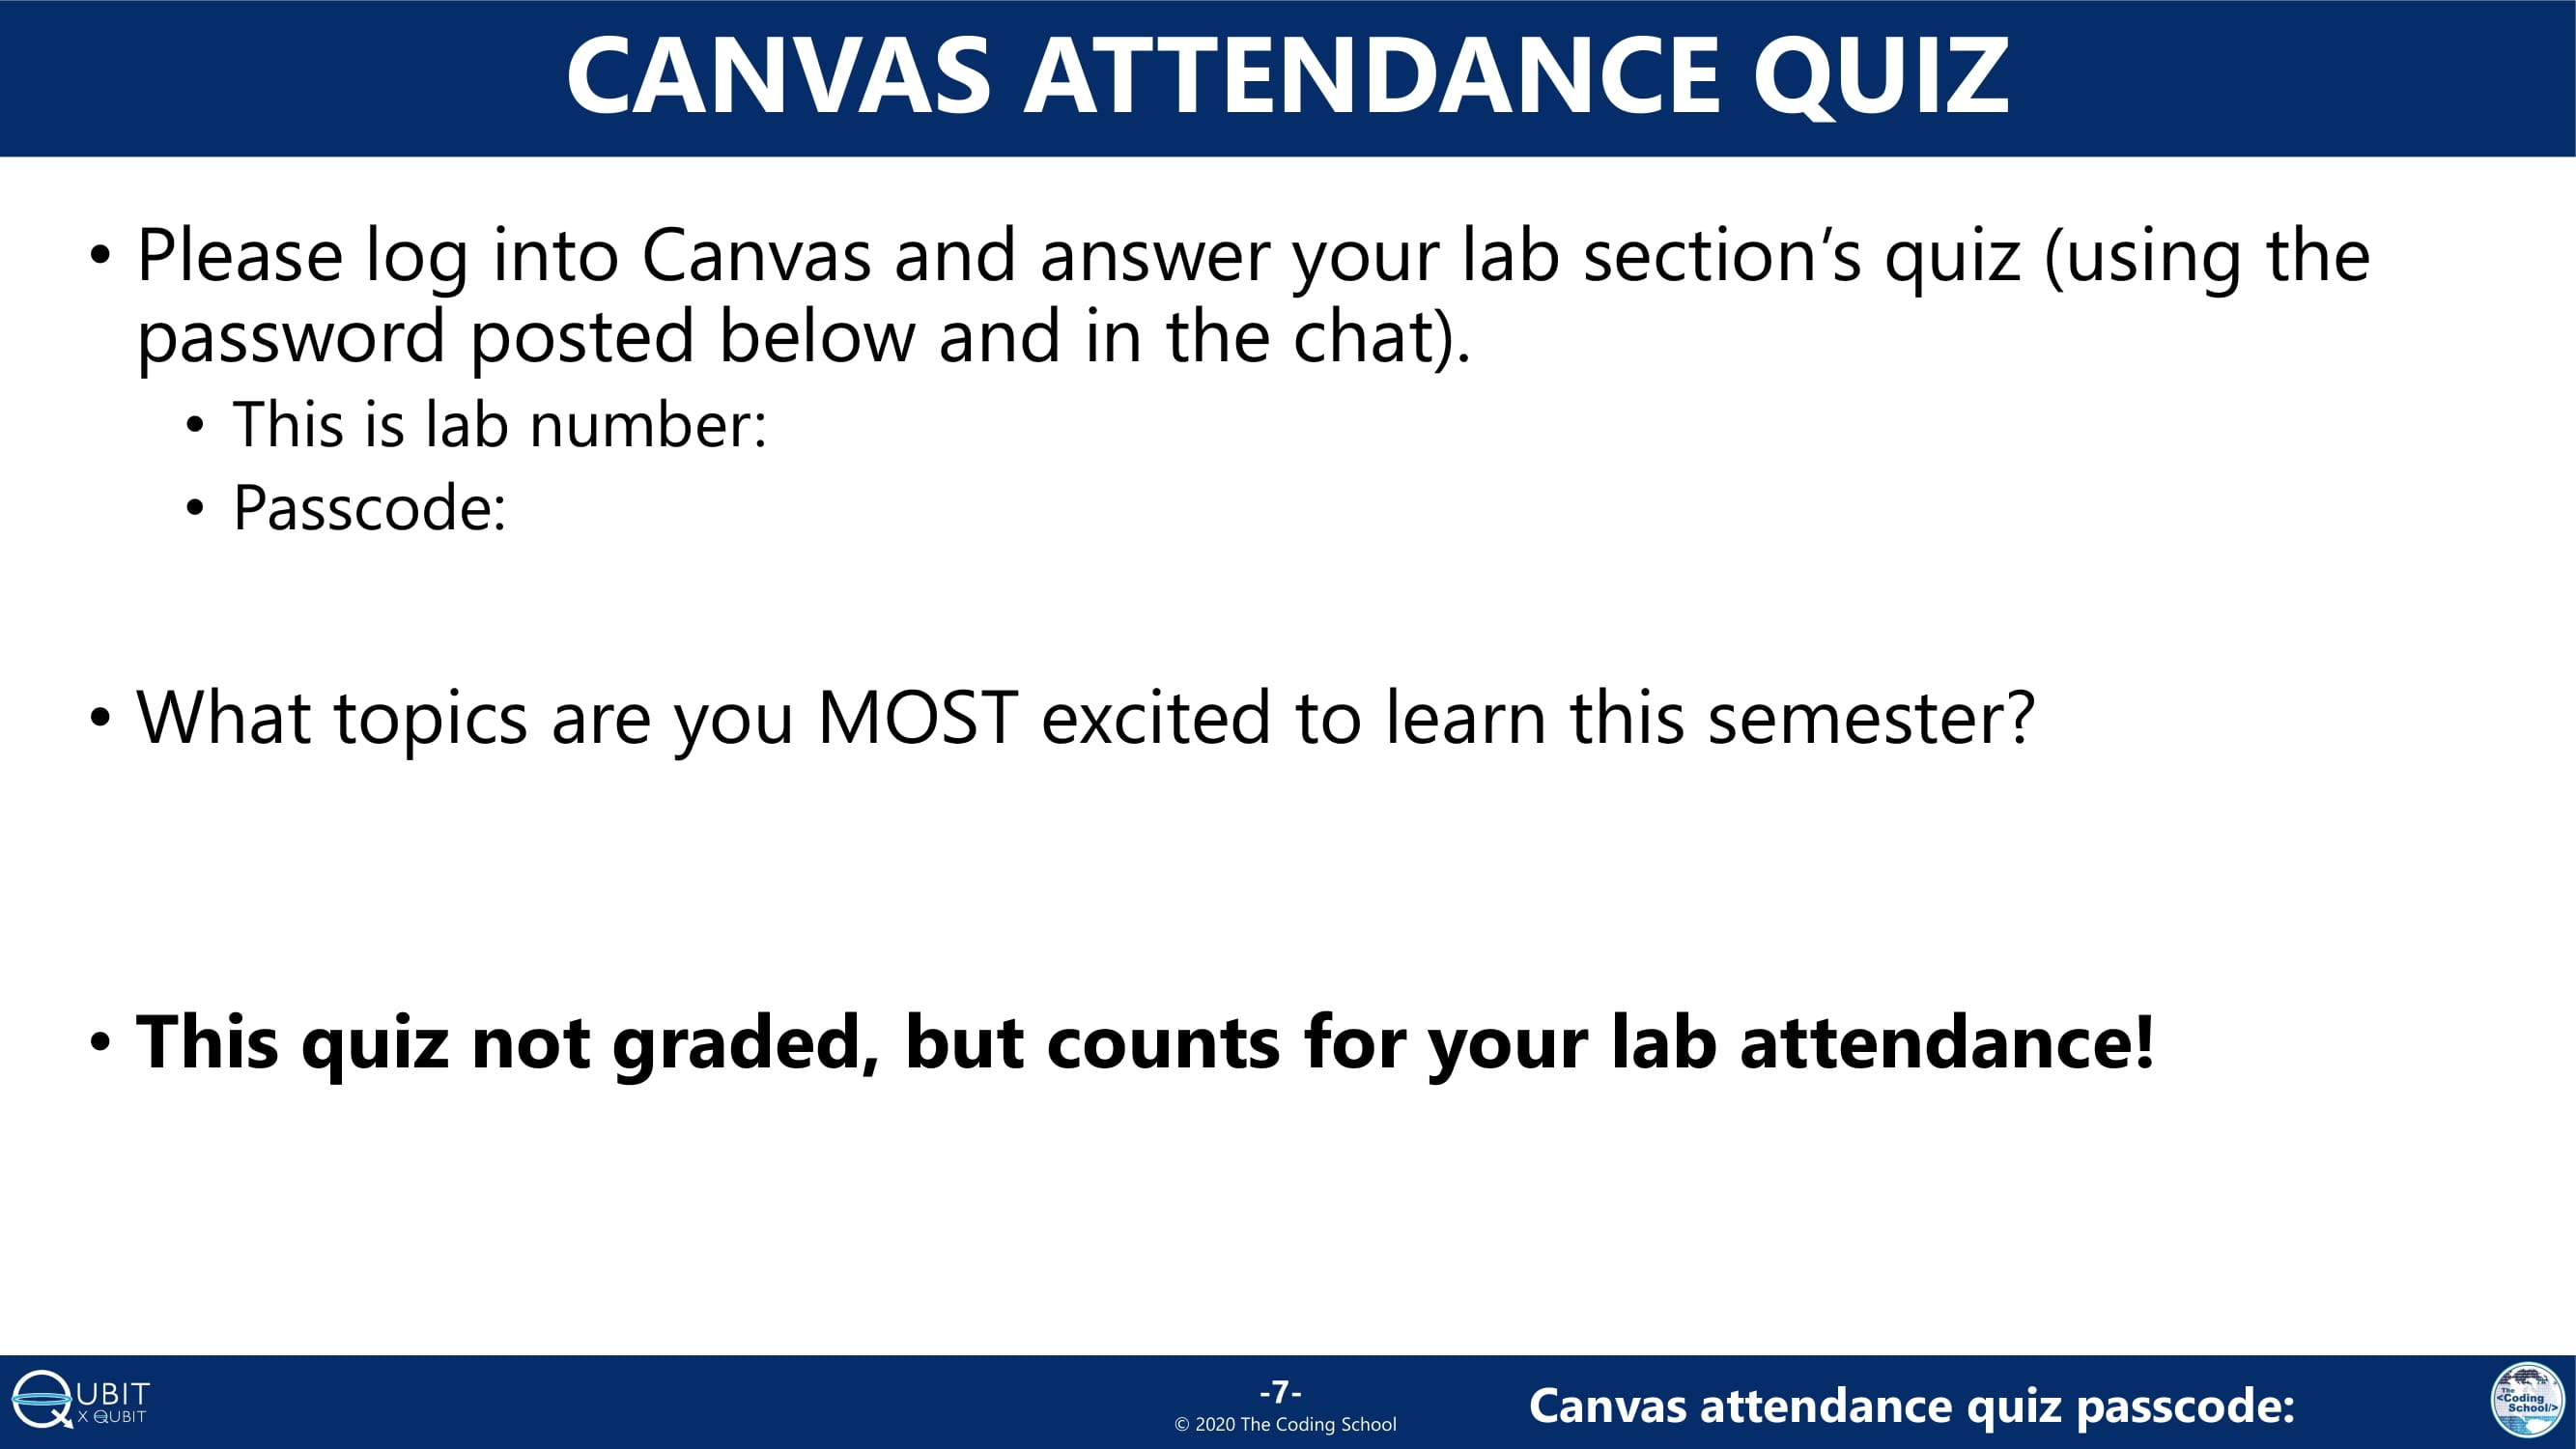 CANVAS ATTENDANCE QUIZ
• Please log into Canvas and answer your lab section’s quiz (using the
password posted below and in the chat).
• This is lab number:
• Passcode:
• What topics are you MOST excited to learn this semester?
• This quiz not graded, but counts for your lab attendance!
QUBIT
X QUBIT
-7-
© 2020 The Coding School
Canvas attendance quiz passcode:
The
<Coding
School/>